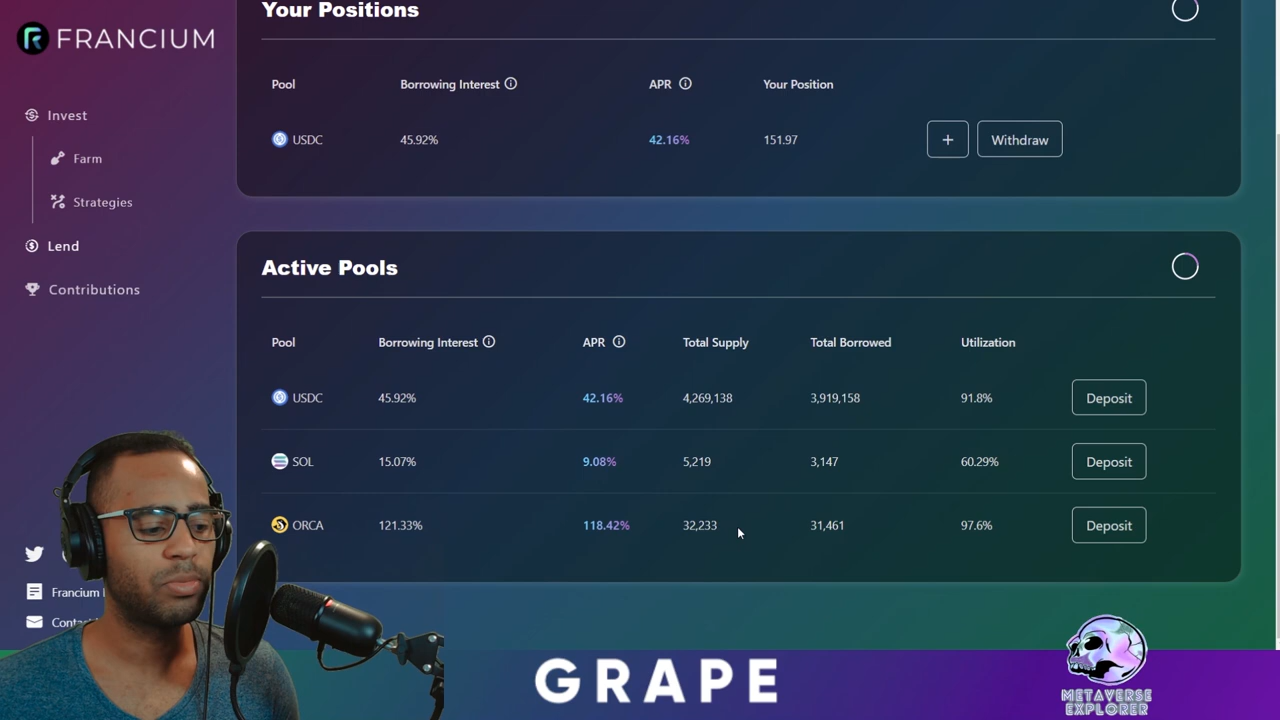 FRANCIUM
Invest
Farm
Strategies
Lend
Contributions
Francium
Your Positions
Pool Borrowing Interest APR Your Position
USDC 45.92% 42.16% 151.97 + Withdraw
Active Pools
Pool Borrowing Interest APR Total Supply Total Borrowed Utilization
USDC 45.92% 42.16% 4,269,138 3,919,158 91.8% Deposit
SOL 15.07% 9.08% 5,219 3,147 60.29% Deposit
ORCA 121.33% 118.42% 32,233 31,461 97.6% Deposit
GRAPE
METAVERSE
EXPLORER